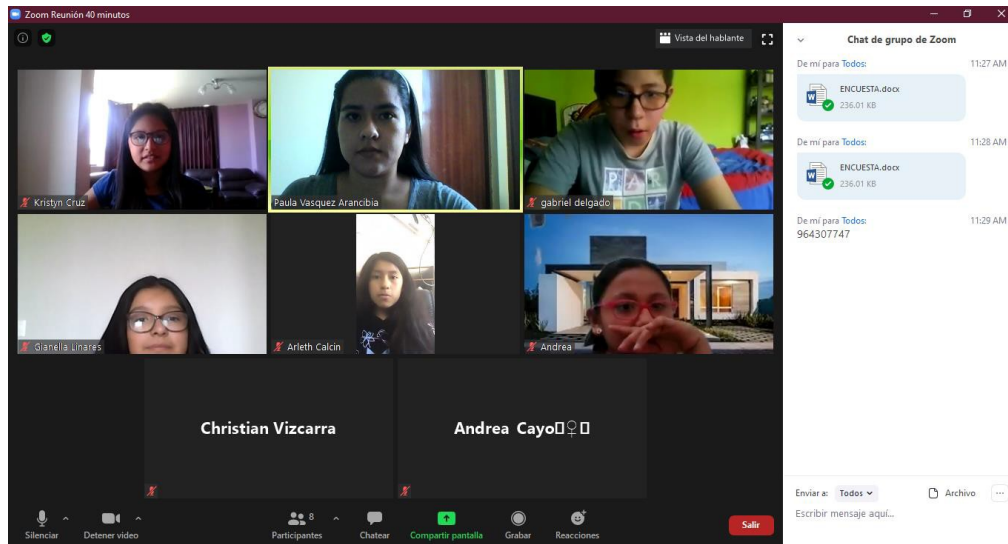 Zoom Reunión 40 minutos
Vista del hablante
Kristyn Cruz
Paula Vasquez Arancibia
gabriel delgado
Gianella Linares
Arleth Calcin
Andrea
Christian Vizcarra
Andrea Cayo
Silenciar
Detener video
Participantes
8
Chatear
Compartir pantalla
Grabar
Reacciones
Salir
Chat de grupo de Zoom
De mí para Todos: 11:27 AM
ENCUESTA.docx
236.01 KB
De mí para Todos: 11:28 AM
ENCUESTA.docx
236.01 KB
De mí para Todos: 11:29 AM
964307747
Enviar a: Todos
Archivo
Escribir mensaje aquí...